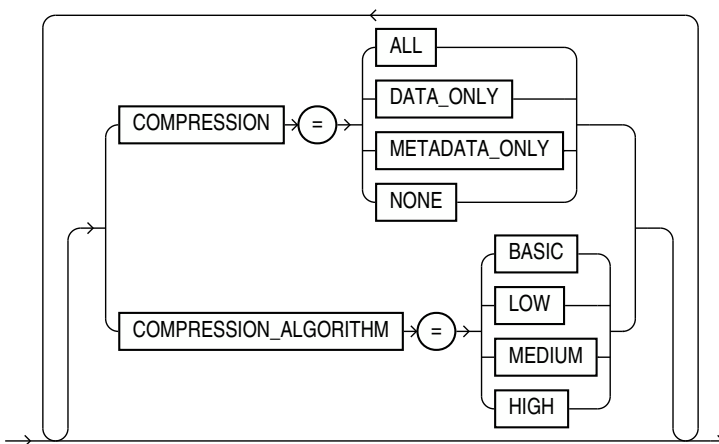 ALL
DATA_ONLY
COMPRESSION =
METADATA_ONLY
NONE
BASIC
LOW
COMPRESSION_ALGORITHM =
MEDIUM
HIGH